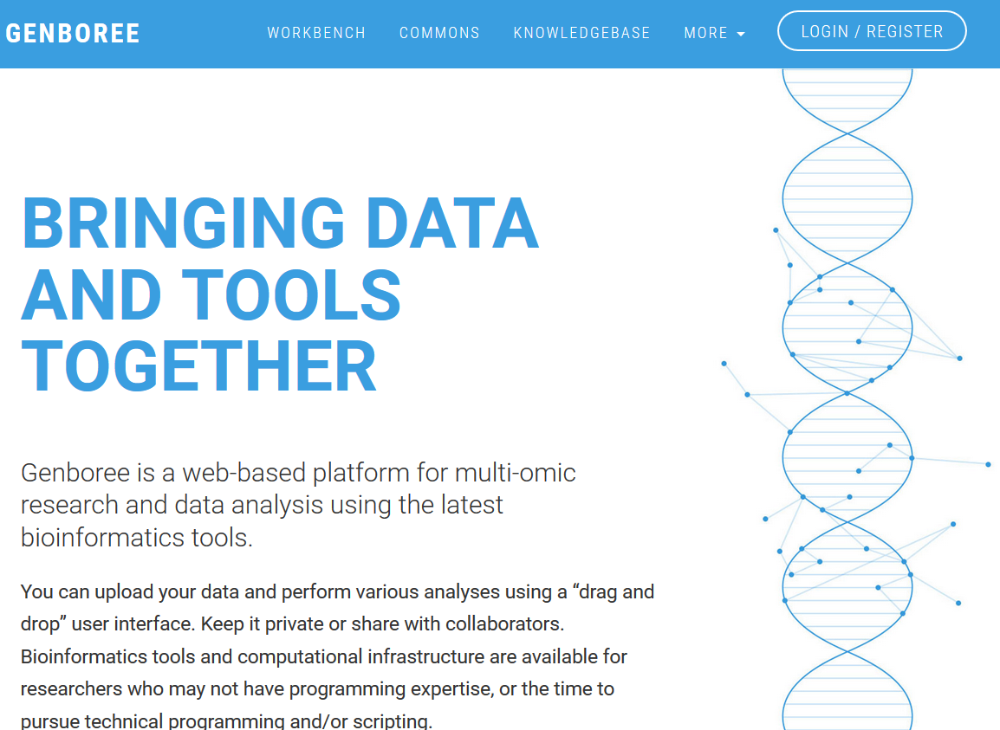 GENBOREE
WORKBENCH
COMMONS
KNOWLEDGEBASE
MORE
LOGIN / REGISTER
BRINGING DATA
AND TOOLS
TOGETHER
Genboree is a web-based platform for multi-omic
research and data analysis using the latest
bioinformatics tools.
You can upload your data and perform various analyses using a “drag and
drop” user interface. Keep it private or share with collaborators.
Bioinformatics tools and computational infrastructure are available for
researchers who may not have programming expertise, or the time to
pursue technical programming and/or scripting.